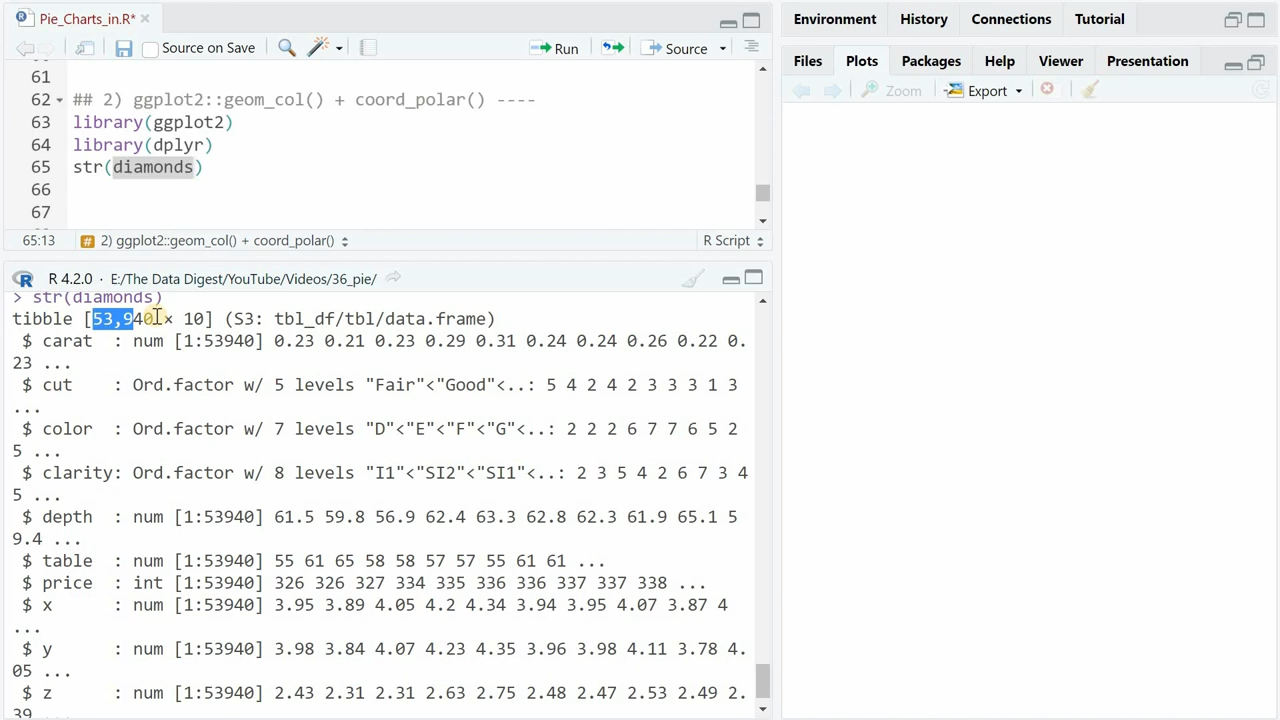 Pie_Charts_in.R*
Source on Save
Run
Source
61
62 ## 2) ggplot2::geom_col() + coord_polar() ----
63 library(ggplot2)
64 library(dplyr)
65 str(diamonds)
66
67
65:13 2) ggplot2::geom_col() + coord_polar() R Script
R 4.2.0 · E:/The Data Digest/YouTube/Videos/36_pie/
> str(diamonds)
tibble [53,940 × 10] (S3: tbl_df/tbl/data.frame)
$ carat : num [1:53940] 0.23 0.21 0.23 0.29 0.31 0.24 0.24 0.26 0.22 0.
23 ...
$ cut : Ord.factor w/ 5 levels "Fair"<"Good"<..: 5 4 2 4 2 3 3 3 1 3
...
$ color : Ord.factor w/ 7 levels "D"<"E"<"F"<"G"<..: 2 2 2 6 7 7 6 5 2
5 ...
$ clarity: Ord.factor w/ 8 levels "I1"<"SI2"<"SI1"<..: 2 3 5 4 2 6 7 3 4
5 ...
$ depth : num [1:53940] 61.5 59.8 56.9 62.4 63.3 62.8 62.3 61.9 65.1 5
9.4 ...
$ table : num [1:53940] 55 61 65 58 58 57 57 55 61 61 ...
$ price : int [1:53940] 326 326 327 334 335 336 336 337 337 338 ...
$ x : num [1:53940] 3.95 3.89 4.05 4.2 4.34 3.94 3.95 4.07 3.87 4
...
$ y : num [1:53940] 3.98 3.84 4.07 4.23 4.35 3.96 3.98 4.11 3.78 4.
05 ...
$ z : num [1:53940] 2.43 2.31 2.31 2.63 2.75 2.48 2.47 2.53 2.49 2.
39 ...
Environment History Connections Tutorial
Files Plots Packages Help Viewer Presentation
Zoom Export